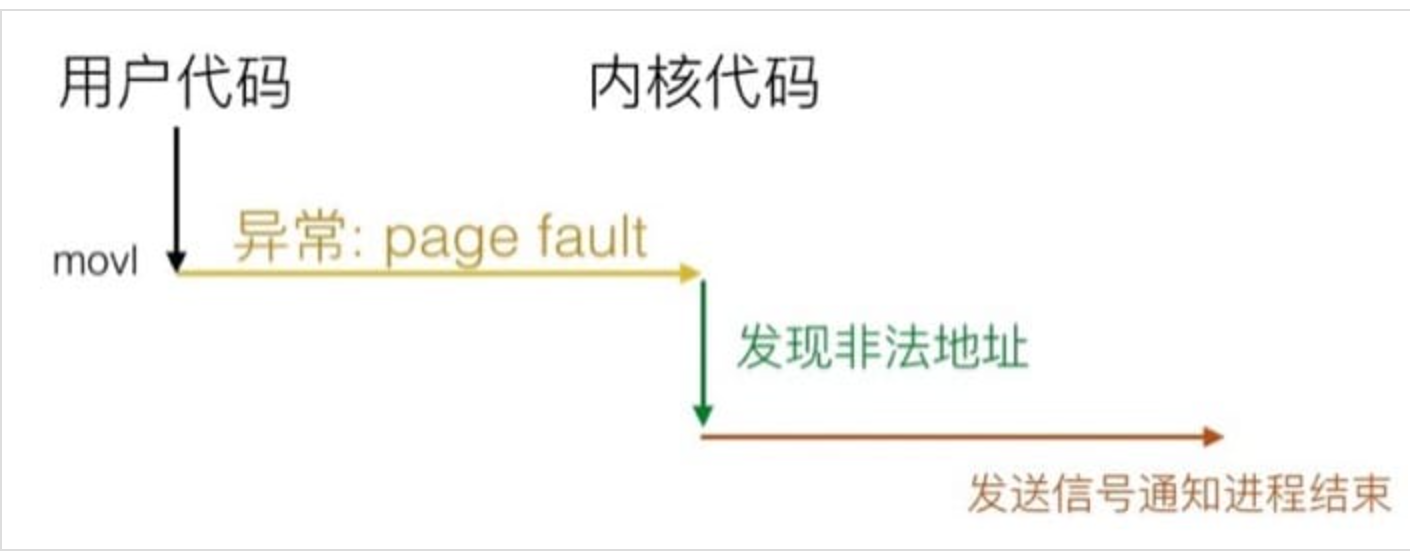 用户代码
内核代码
异常: page fault
movl
发现非法地址
发送信号通知进程结束